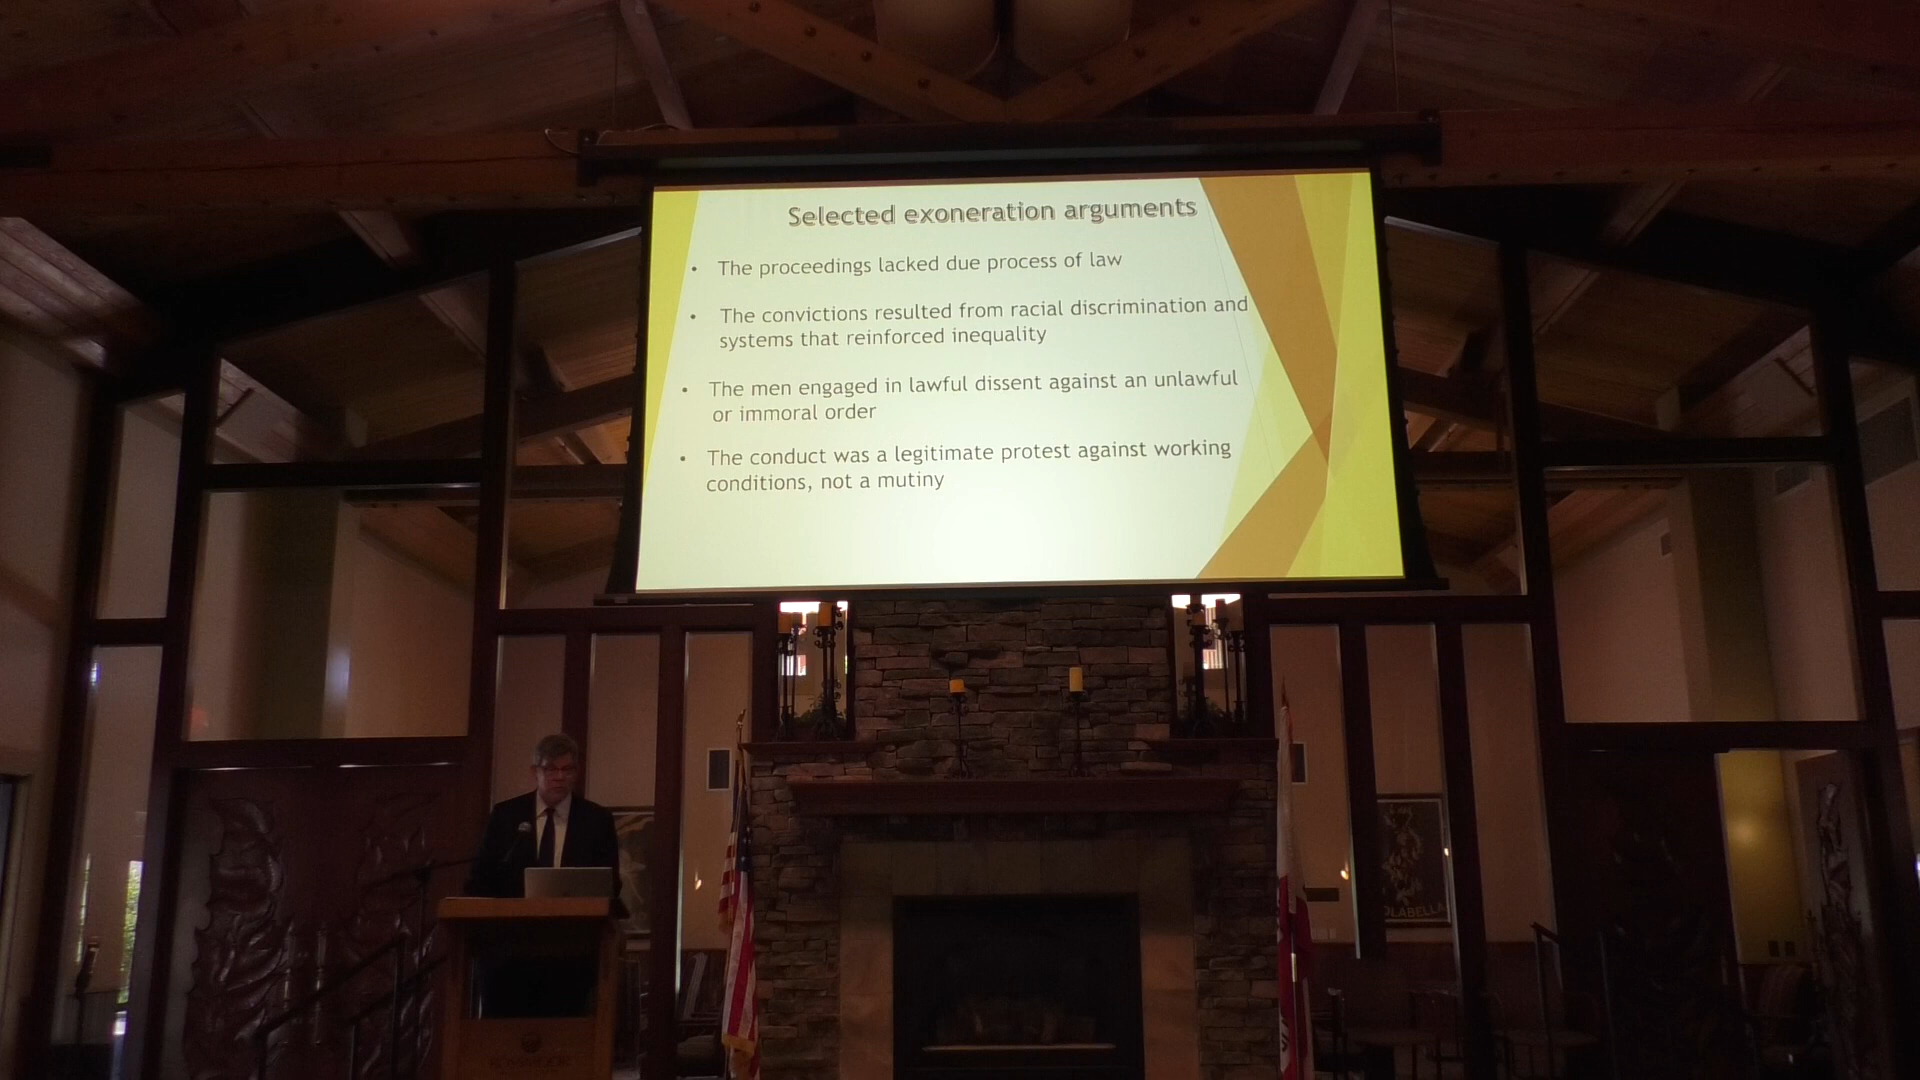 Selected exoneration arguments
• The proceedings lacked due process of law
• The convictions resulted from racial discrimination and
systems that reinforced inequality
• The men engaged in lawful dissent against an unlawful
or immoral order
• The conduct was a legitimate protest against working
conditions, not a mutiny
OLABELLA